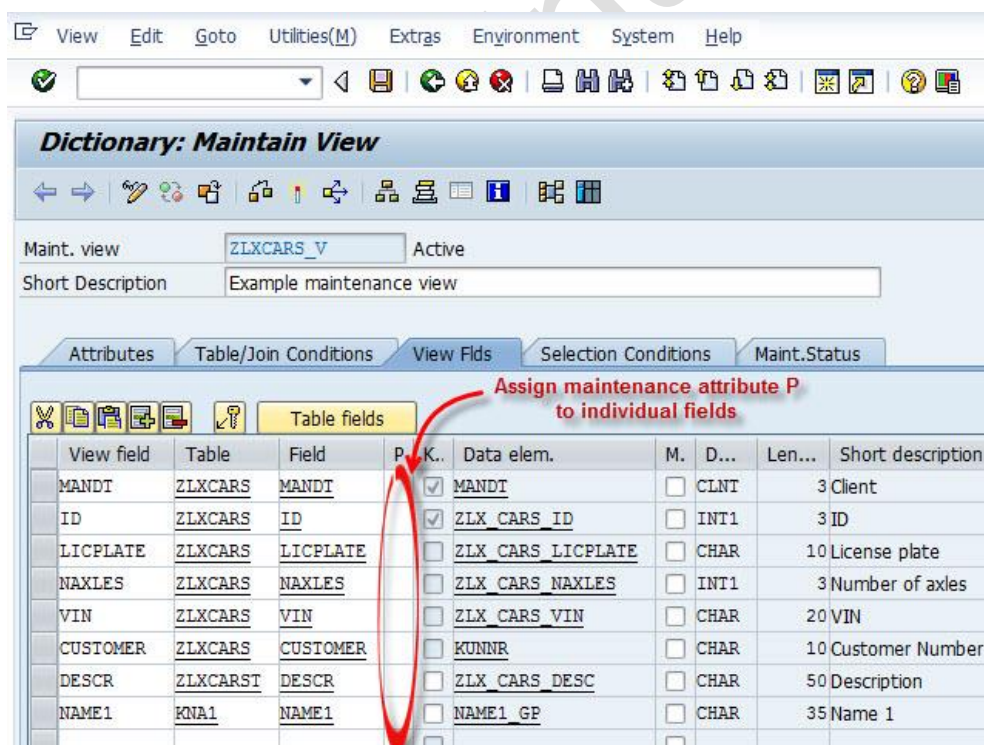 View Edit Goto Utilities(M) Extras Environment System Help
Dictionary: Maintain View
Maint. view ZLXCARS_V Active
Short Description Example maintenance view
Attributes Table/Join Conditions View Flds Selection Conditions Maint.Status
Assign maintenance attribute P
to individual fields
Table fields
View field Table Field P. K.. Data elem. M. D... Len... Short description
MANDT ZLXCARS MANDT MANDT CLNT 3 Client
ID ZLXCARS ID ZLX_CARS_ID INT1 3 ID
LICPLATE ZLXCARS LICPLATE ZLX_CARS_LICPLATE CHAR 10 License plate
NAXLES ZLXCARS NAXLES ZLX_CARS_NAXLES INT1 3 Number of axles
VIN ZLXCARS VIN ZLX_CARS_VIN CHAR 20 VIN
CUSTOMER ZLXCARS CUSTOMER KUNNR CHAR 10 Customer Number
DESCR ZLXCARST DESCR ZLX_CARS_DESC CHAR 50 Description
NAME1 KNA1 NAME1 NAME1_GP CHAR 35 Name 1